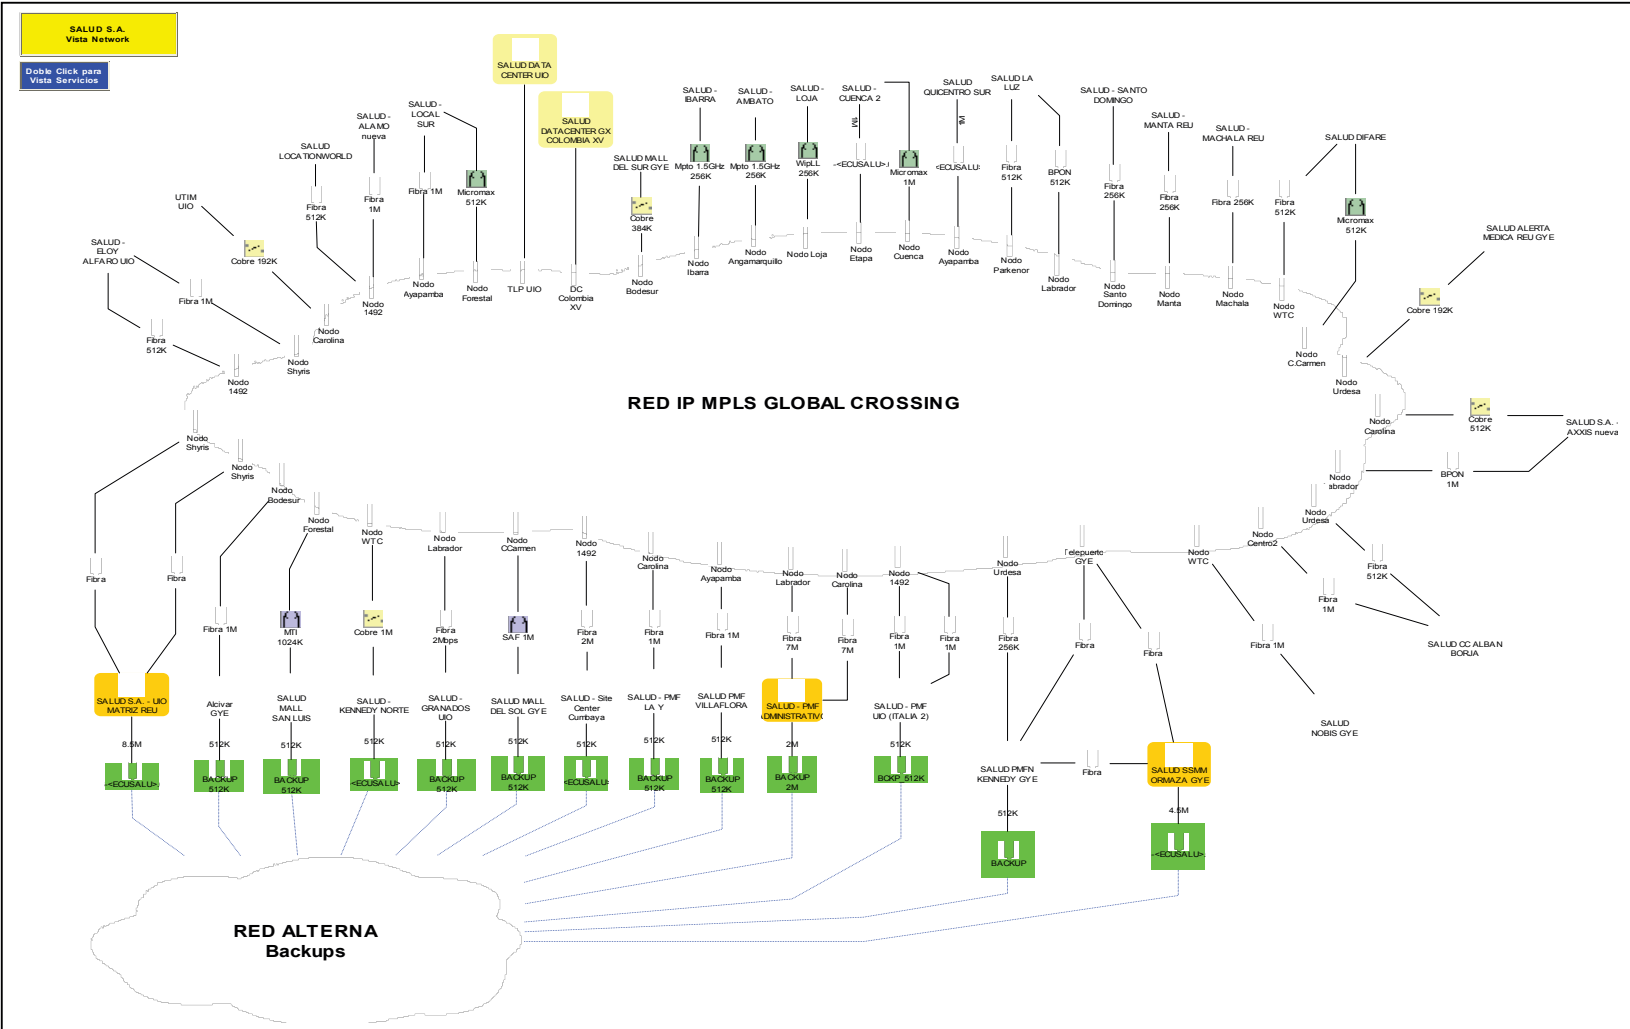 SALUD S.A.
Vista Network
Doble Click para
Vista Servicios
SALUD DATA
CENTER UIO
SALUD
DATACENTER GX
COLOMBIA XV
SALUD -
ELOY
ALFARO UIO
UTIM
UIO
SALUD
LOCATIONWORLD
SALUD -
ALAMO
nueva
SALUD -
LOCAL
SUR
SALUD MALL
DEL SUR GYE
SALUD -
IBARRA
SALUD -
AMBATO
SALUD -
LOJA
SALUD -
CUENCA 2
SALUD
QUICENTRO SUR
SALUD LA
LUZ
SALUD - SANTO
DOMINGO
SALUD -
MANTA REU
SALUD -
MACHALA REU
SALUD DIFARE
SALUD ALERTA
MEDICA REU GYE
SALUD S.A. -
AXXIS nueva
Fibra
512K
Fibra 1M
Cobre 192K
Fibra
512K
Fibra
1M
Fibra 1M
Micromax
512K
Cobre
384K
Mpto 1.5GHz
256K
Mpto 1.5GHz
256K
WipLL
256K
1M
-<ECUSALU>.
Micromax
1M
1M
<ECUSALU>
Fibra
512K
BPON
512K
Fibra
256K
Fibra
256K
Fibra 256K
Fibra
512K
Micromax
512K
Cobre 192K
Cobre
512K
BPON
1M
Nodo
1492
Nodo
Shyris
Nodo
Carolina
Nodo
1492
Nodo
Ayapamba
Nodo
Forestal
TLP UIO
DC
Colombia
XV
Nodo
Bodesur
Nodo
Ibarra
Nodo
Angamarquillo
Nodo Loja
Nodo
Etapa
Nodo
Cuenca
Nodo
Ayapamba
Nodo
Parkenor
Nodo
Labrador
Nodo
Santo
Domingo
Nodo
Manta
Nodo
Machala
Nodo
WTC
Nodo
C.Carmen
Nodo
Urdesa
Nodo
Carolina
Nodo
Labrador
Nodo
Urdesa
RED IP MPLS GLOBAL CROSSING
Nodo
Shyris
Nodo
Shyris
Nodo
Bodesur
Nodo
Forestal
Nodo
WTC
Nodo
Labrador
Nodo
CCarmen
Nodo
1492
Nodo
Carolina
Nodo
Ayapamba
Nodo
Labrador
Nodo
Carolina
Nodo
1492
Nodo
Urdesa
Telepuerto
GYE
Nodo
WTC
Nodo
Centro2
Fibra
Fibra
Fibra 1M
MTI
1024K
Cobre 1M
Fibra
2Mbps
SAF 1M
Fibra
2M
Fibra
1M
Fibra 1M
Fibra
7M
Fibra
7M
Fibra
1M
Fibra
1M
Fibra
256K
Fibra
Fibra
Fibra 1M
Fibra
1M
Fibra
512K
SALUD S.A. - UIO
MATRIZ REU
Alcivar
GYE
SALUD
MALL
SAN LUIS
SALUD -
KENNEDY NORTE
SALUD -
GRANADOS
UIO
SALUD MALL
DEL SOL GYE
SALUD - Site
Center
Cumbaya
SALUD - PMF
LA Y
SALUD PMF
VILLAFLORA
SALUD - PMF
ADMINISTRATIVO
SALUD - PMF
UIO (ITALIA 2)
SALUD PMFN
KENNEDY GYE
Fibra
SALUD SSMM
ORMAZA GYE
SALUD
NOBIS GYE
SALUD CC ALBAN
BORJA
8.5M
512K
512K
512K
512K
512K
512K
512K
512K
2M
512K
512K
4.5M
-<ECUSALU>.
BACKUP
512K
BACKUP
512K
<ECUSALU>
BACKUP
512K
BACKUP
512K
<ECUSALU>
BACKUP
512K
BACKUP
512K
BACKUP
2M
BCKP_512K
BACKUP
-<ECUSALU>.
RED ALTERNA
Backups